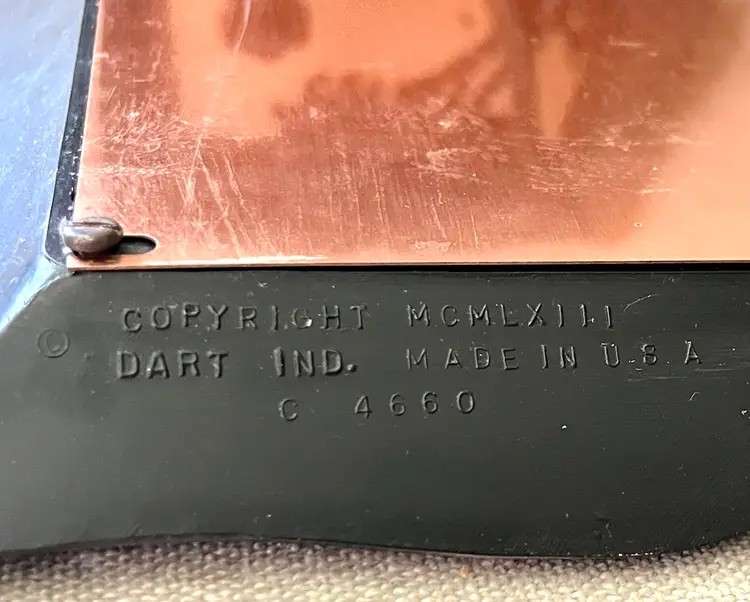 © COPYRIGHT MCMLXIII
DART IND. MADE IN U.S.A
C 4660